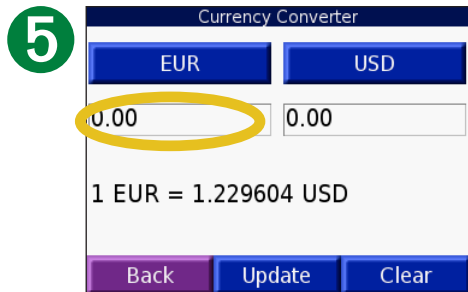 5
Currency Converter
EUR USD
0.00 0.00
1 EUR = 1.229604 USD
Back Update Clear